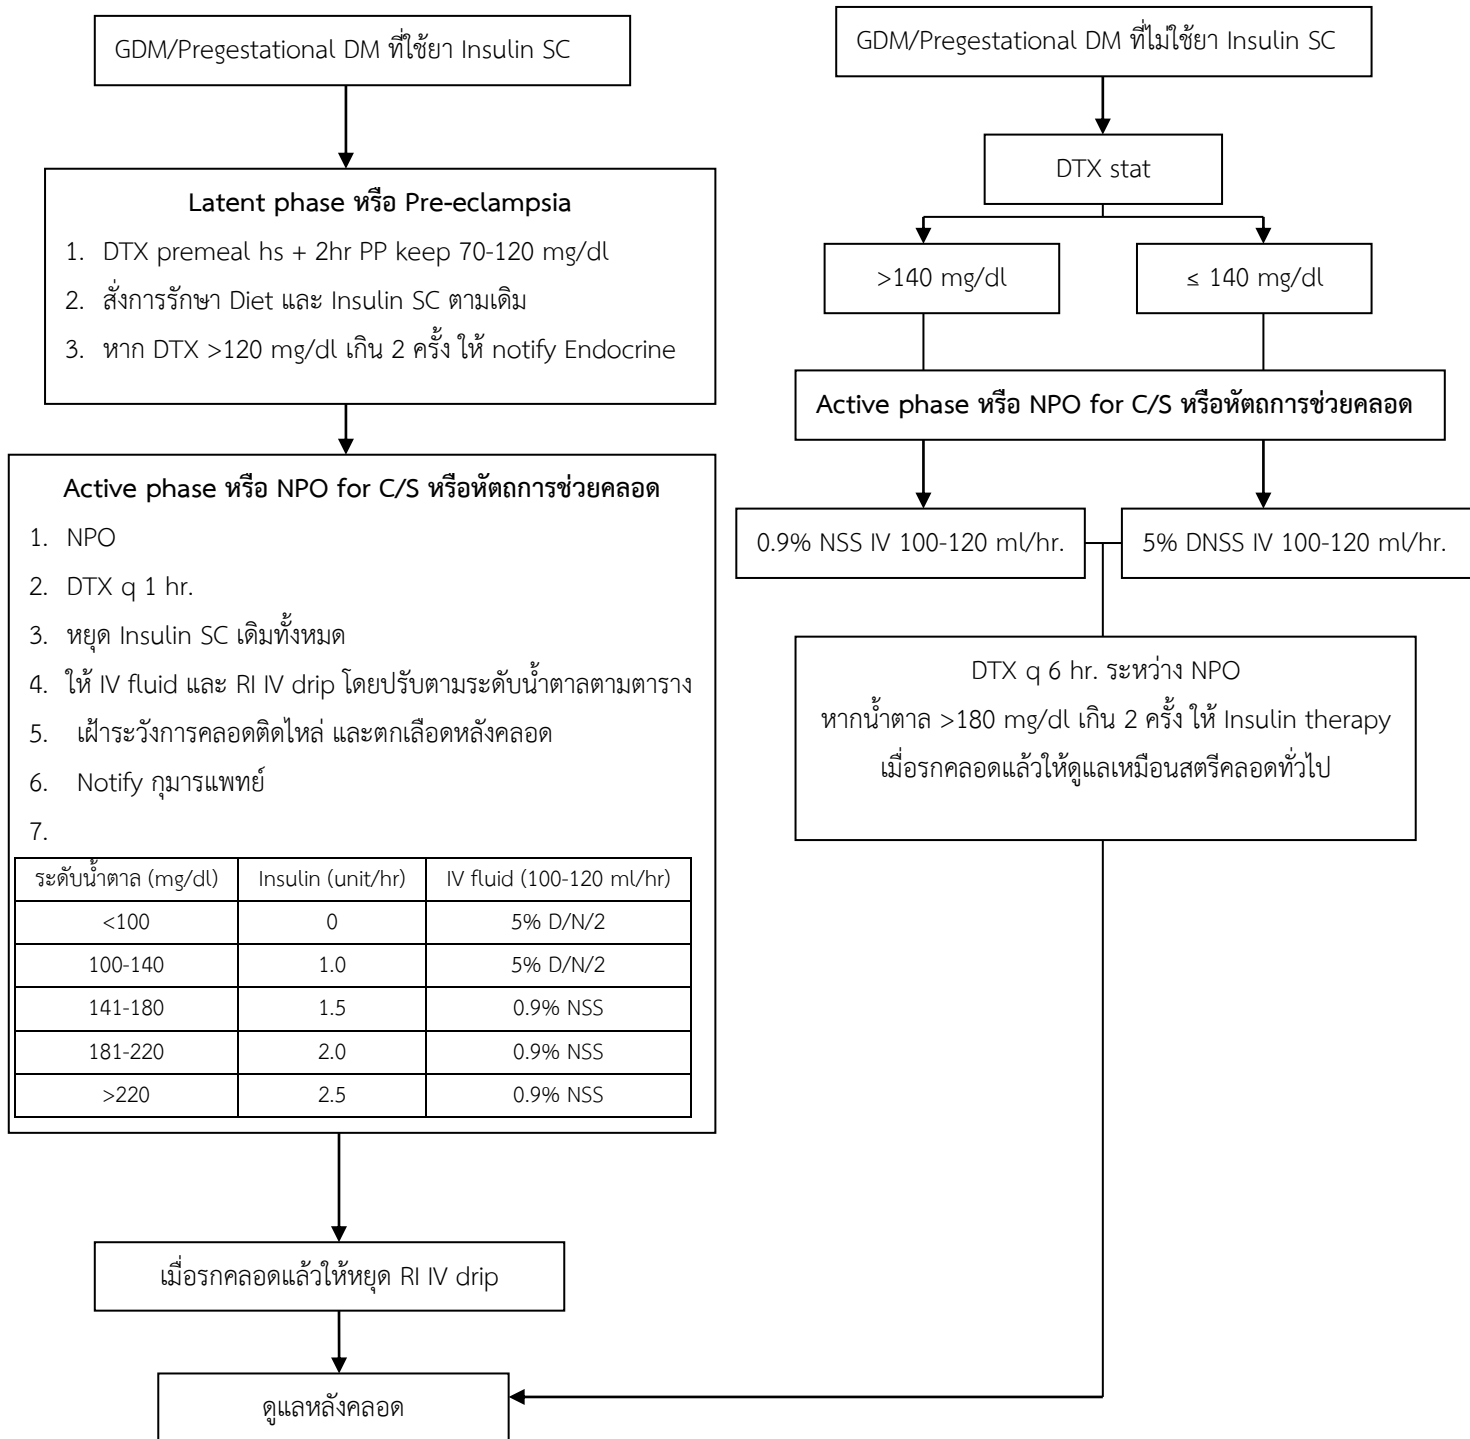 GDM/Pregestational DM ที่ใช้ยา Insulin SC
Latent phase หรือ Pre-eclampsia
1. DTX premeal hs + 2hr PP keep 70-120 mg/dl
2. สั่งการรักษา Diet และ Insulin SC ตามเดิม
3. หาก DTX >120 mg/dl เกิน 2 ครั้ง ให้ notify Endocrine
Active phase หรือ NPO for C/S หรือหัตถการช่วยคลอด
1. NPO
2. DTX q 1 hr.
3. หยุด Insulin SC เดิมทั้งหมด
4. ให้ IV fluid และ RI IV drip โดยปรับตามระดับน้ำตาลตามตาราง
5. เฝ้าระวังการคลอดติดไหล่ และตกเลือดหลังคลอด
6. Notify กุมารแพทย์
7.
ระดับน้ำตาล (mg/dl) Insulin (unit/hr) IV fluid (100-120 ml/hr)
<100 0 5% D/N/2
100-140 1.0 5% D/N/2
141-180 1.5 0.9% NSS
181-220 2.0 0.9% NSS
>220 2.5 0.9% NSS
เมื่อรกคลอดแล้วให้หยุด RI IV drip
ดูแลหลังคลอด
GDM/Pregestational DM ที่ไม่ใช้ยา Insulin SC
DTX stat
>140 mg/dl
≤ 140 mg/dl
Active phase หรือ NPO for C/S หรือหัตถการช่วยคลอด
0.9% NSS IV 100-120 ml/hr.
5% DNSS IV 100-120 ml/hr.
DTX q 6 hr. ระหว่าง NPO
หากน้ำตาล >180 mg/dl เกิน 2 ครั้ง ให้ Insulin therapy
เมื่อรกคลอดแล้วให้ดูแลเหมือนสตรีคลอดทั่วไป